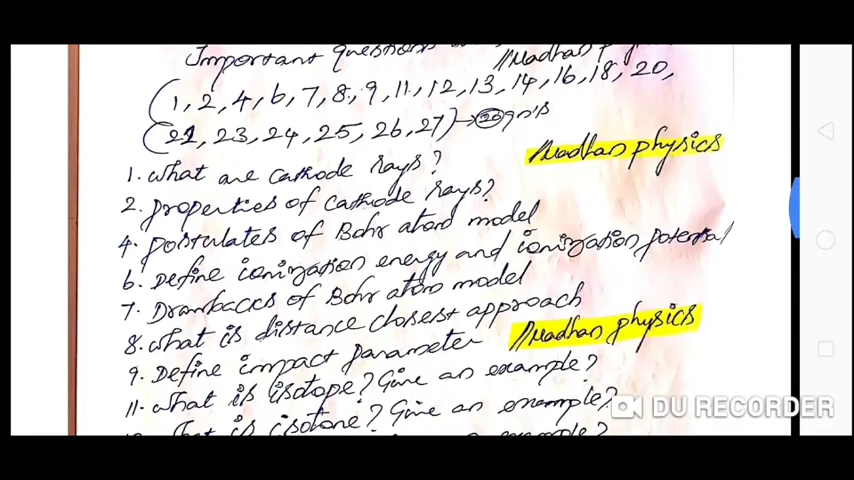 Important questions
Madhan
(1, 2, 4, 6, 7, 8, 9, 11, 12, 13, 14, 16, 18, 20,
(21, 23, 24, 25, 26, 27) → 20 qns
Madhan physics
1. what are cathode rays?
2. properties of cathode rays?
4. postulates of Bohr atom model
6. Define ionization energy and ionization potential
7. Drawbacks of Bohr atom model
8. what is distance closest approach
Madhan physics
9. Define impact parameter
11. what is isotope? Give an example?
what is isotone? Give an example?
example?
DU RECORDER